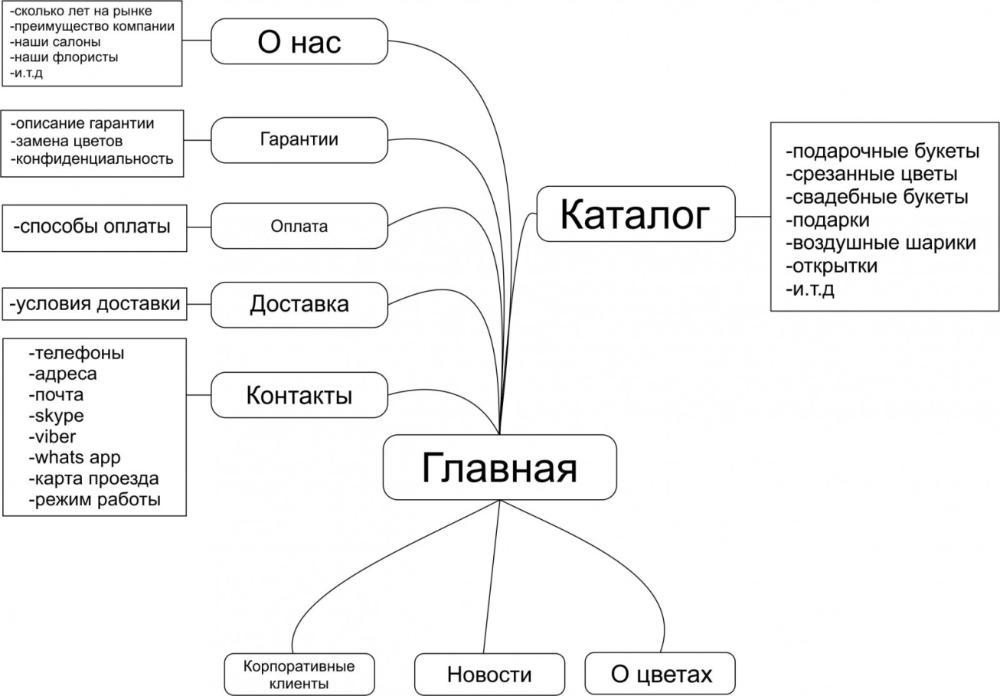 -сколько лет на рынке
-преимущество компании
-наши салоны
-наши флористы
-и.т.д
О нас
-описание гарантии
-замена цветов
-конфиденциальность
Гарантии
-способы оплаты
Оплата
-условия доставки
Доставка
-телефоны
-адреса
-почта
-skype
-viber
-whats app
-карта проезда
-режим работы
Контакты
Каталог
-подарочные букеты
-срезанные цветы
-свадебные букеты
-подарки
-воздушные шарики
-открытки
-и.т.д
Главная
Корпоративные
клиенты
Новости
О цветах